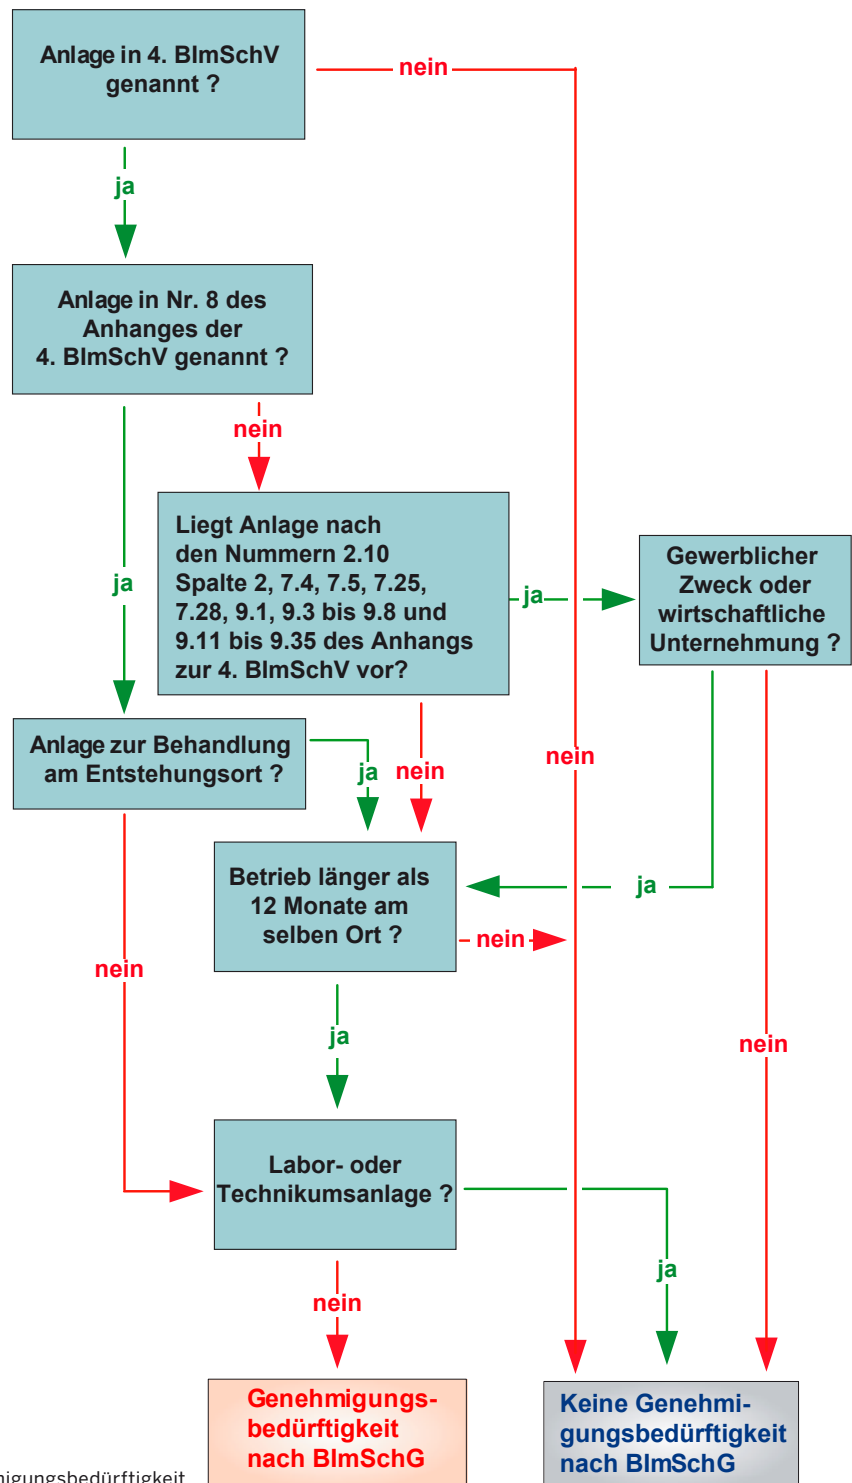 Anlage in 4. BImSchV
genannt ?
nein
ja
Anlage in Nr. 8 des
Anhanges der
4. BImSchV genannt ?
nein
ja
Liegt Anlage nach
den Nummern 2.10
Spalte 2, 7.4, 7.5, 7.25,
7.28, 9.1, 9.3 bis 9.8 und
9.11 bis 9.35 des Anhangs
zur 4. BImSchV vor?
ja
Gewerblicher
Zweck oder
wirtschaftliche
Unternehmung ?
Anlage zur Behandlung
am Entstehungsort ?
ja
nein
nein
Betrieb länger als
12 Monate am
selben Ort ?
ja
nein
nein
ja
nein
Labor- oder
Technikumsanlage ?
ja
nein
Genehmigungs-
bedürftigkeit
nach BImSchG
Keine Genehmi-
gungsbedürftigkeit
nach BImSchG
migungsbedürftigkeit